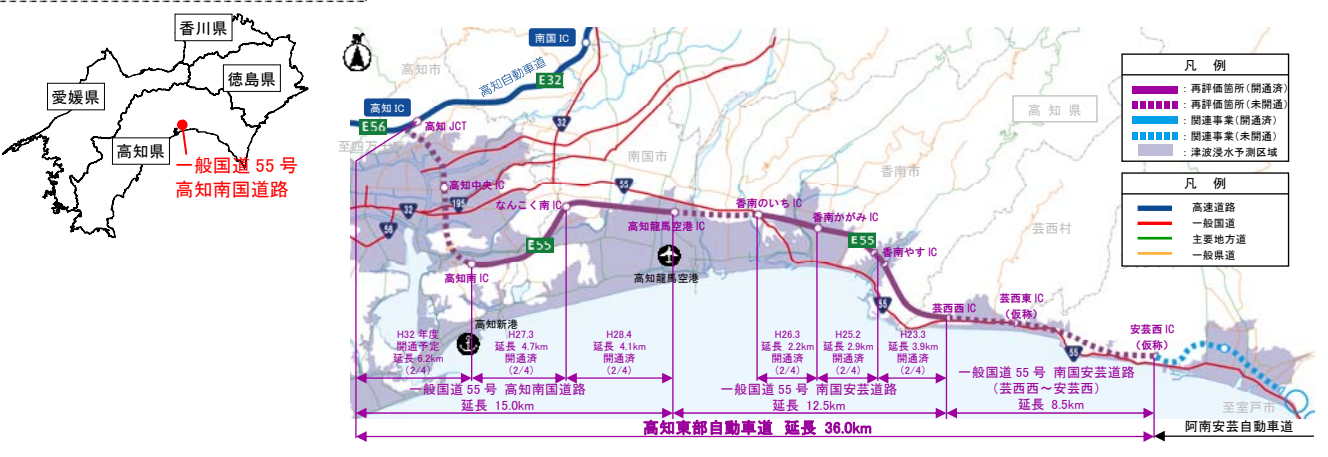 香川県
徳島県
愛媛県
高知県
一般国道 55 号
高知南国道路
南国 IC
高知市
高知自動車道
E32
高知 IC
E56
高知 JCT
32
南国市
高知中央 IC
195
なんこく南 IC
55
32
56
E55
高知南 IC
高知龍馬空港 IC
高知龍馬空港
高知新港
香南のいち IC
香南市
香南かがみ IC
E55
香南やす IC
55
高知県
芸西村
芸西西 IC
芸西東 IC
(仮称)
55
安芸西 IC
(仮称)
至室戸市
凡 例
：再評価箇所(開通済)
：再評価箇所(未開通)
：関連事業(開通済)
：関連事業(未開通)
：津波浸水予測区域
凡 例
高速道路
一般国道
主要地方道
一般県道
H32 年度
開通予定
延長 6.2km
(2/4)
H27.3
延長 4.7km
開通済
(2/4)
H28.4
延長 4.1km
開通済
(2/4)
H26.3
延長 2.2km
開通済
(2/4)
H25.2
延長 2.9km
開通済
(2/4)
H23.3
延長 3.9km
開通済
(2/4)
一般国道 55 号 高知南国道路
延長 15.0km
一般国道 55 号 南国安芸道路
延長 12.5km
一般国道 55 号 南国安芸道路
(芸西西～安芸西)
延長 8.5km
高知東部自動車道 延長 36.0km
阿南安芸自動車道